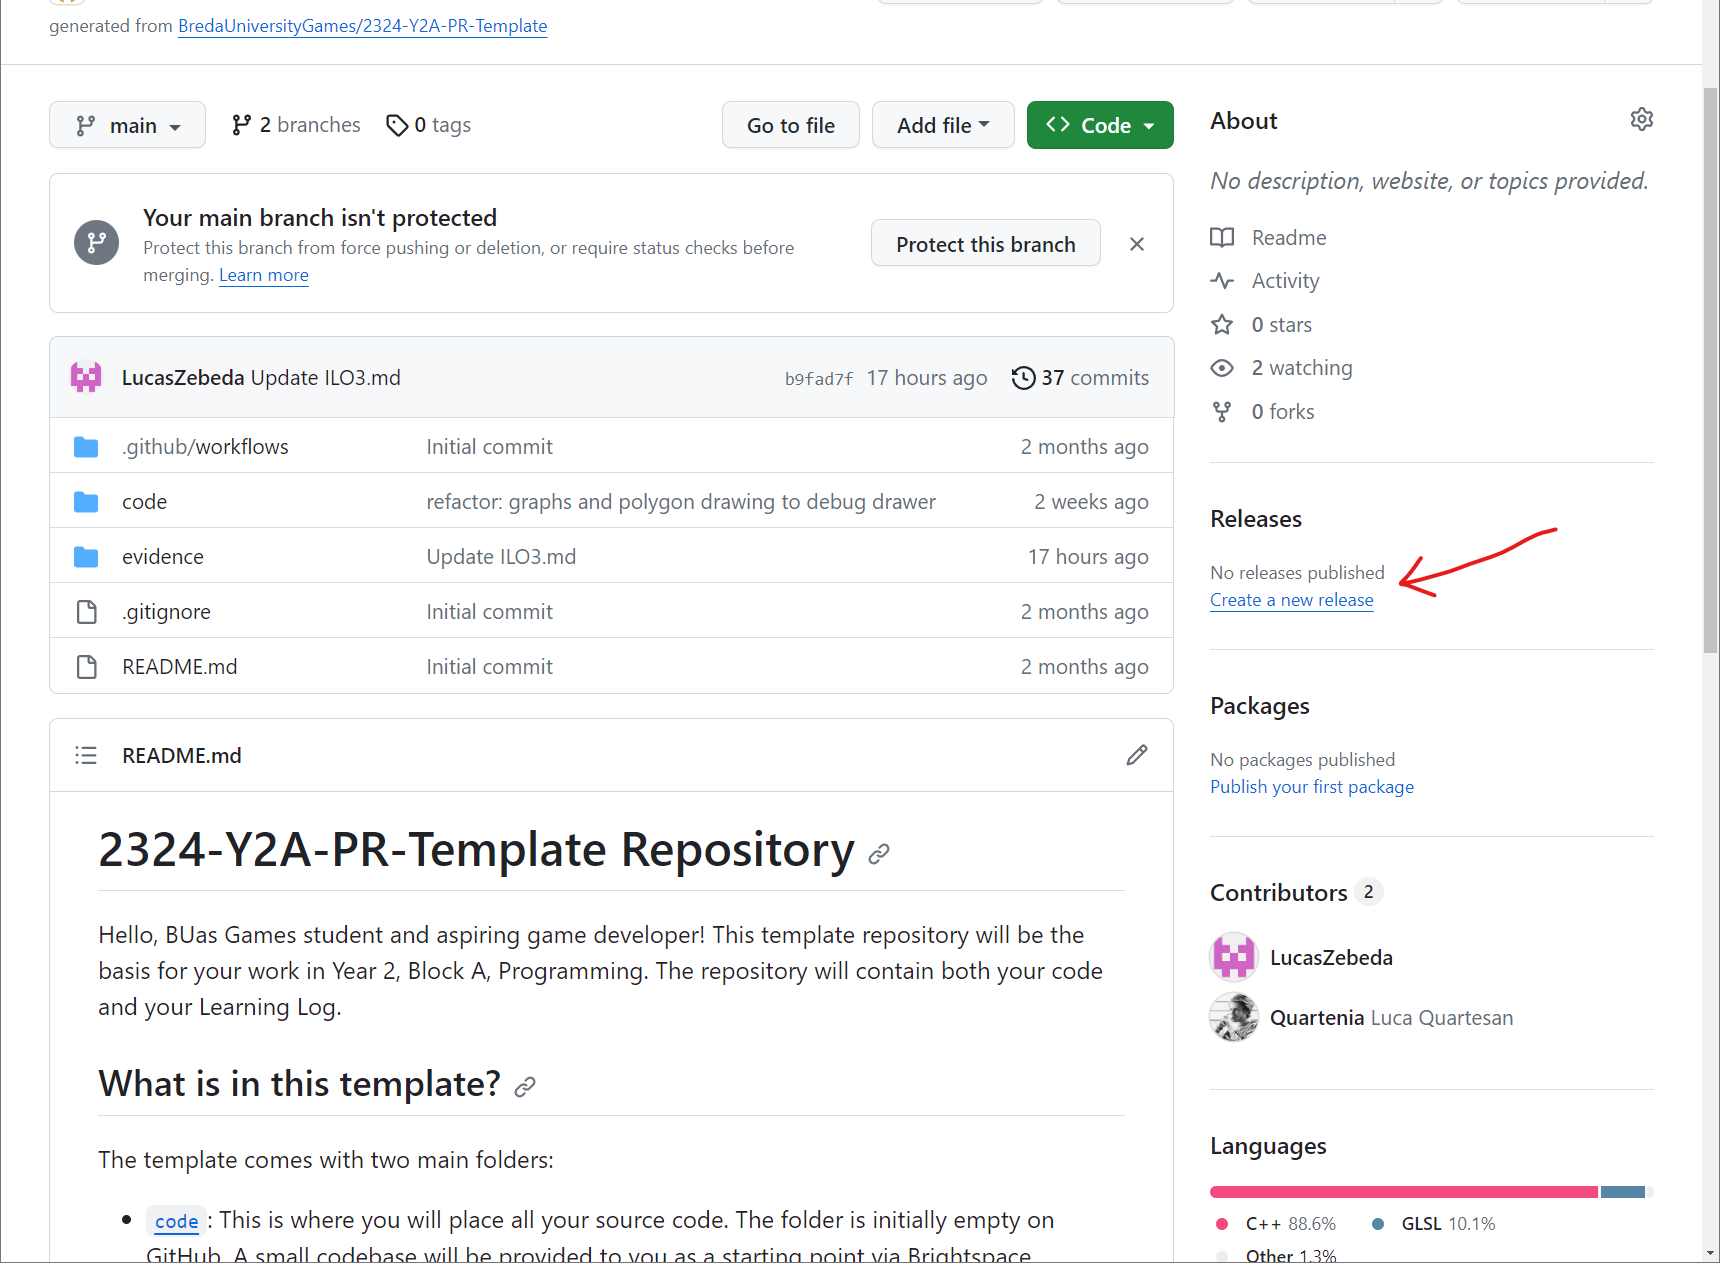 generated from BredaUniversityGames/2324-Y2A-PR-Template
main
2 branches
0 tags
Go to file
Add file
Code
Your main branch isn't protected
Protect this branch from force pushing or deletion, or require status checks before
merging. Learn more
Protect this branch
LucasZebeda Update ILO3.md
b9fad7f 17 hours ago
37 commits
.github/workflows Initial commit 2 months ago
code refactor: graphs and polygon drawing to debug drawer 2 weeks ago
evidence Update ILO3.md 17 hours ago
.gitignore Initial commit 2 months ago
README.md Initial commit 2 months ago
README.md
2324-Y2A-PR-Template Repository
Hello, BUas Games student and aspiring game developer! This template repository will be the
basis for your work in Year 2, Block A, Programming. The repository will contain both your code
and your Learning Log.
What is in this template?
The template comes with two main folders:
code: This is where you will place all your source code. The folder is initially empty on
GitHub. A small codebase will be provided to you as a starting point via Brightspace.
About
No description, website, or topics provided.
Readme
Activity
0 stars
2 watching
0 forks
Releases
No releases published
Create a new release
Packages
No packages published
Publish your first package
Contributors 2
LucasZebeda
Quartenia Luca Quartesan
Languages
C++ 88.6%
GLSL 10.1%
Other 1.3%